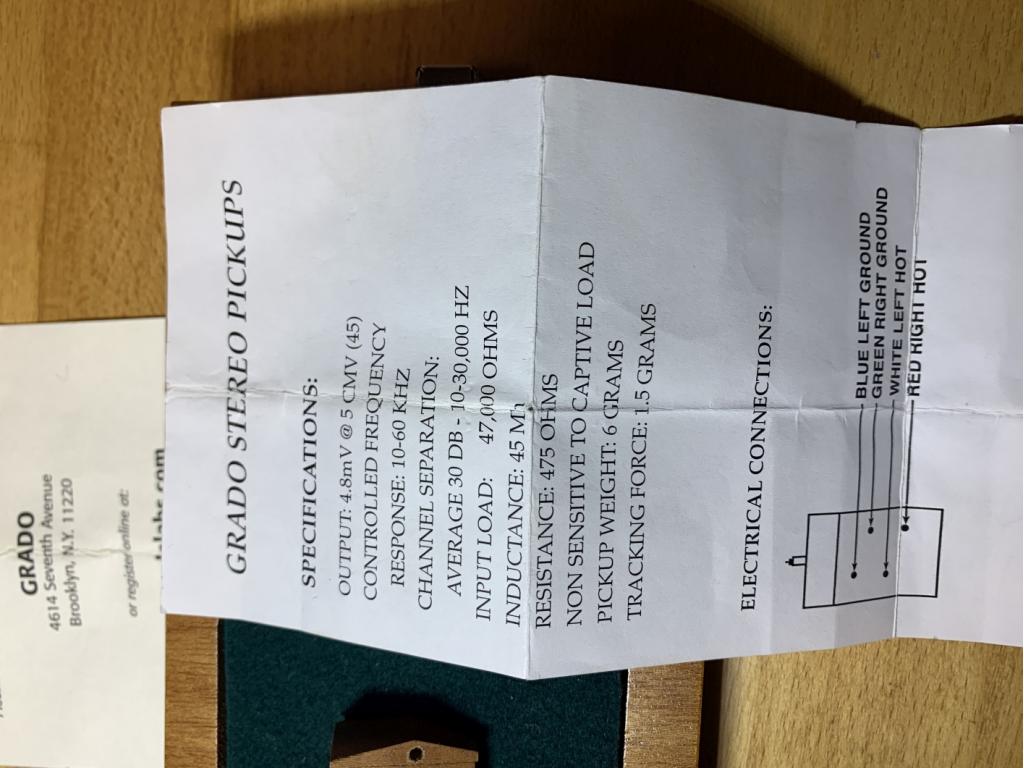 GRADO
4614 Seventh Avenue
Brooklyn, N.Y. 11220
or register online at:
GRADO STEREO PICKUPS
SPECIFICATIONS:
OUTPUT: 4.8mV @ 5 CMV (45)
CONTROLLED FREQUENCY
RESPONSE: 10-60 KHZ
CHANNEL SEPARATION:
AVERAGE 30 DB - 10-30,000 HZ
INPUT LOAD: 47,000 OHMS
INDUCTANCE: 45 Mh
RESISTANCE: 475 OHMS
NON SENSITIVE TO CAPTIVE LOAD
PICKUP WEIGHT: 6 GRAMS
TRACKING FORCE: 1.5 GRAMS
ELECTRICAL CONNECTIONS:
BLUE LEFT GROUND
GREEN RIGHT GROUND
WHITE LEFT HOT
RED RIGHT HOT